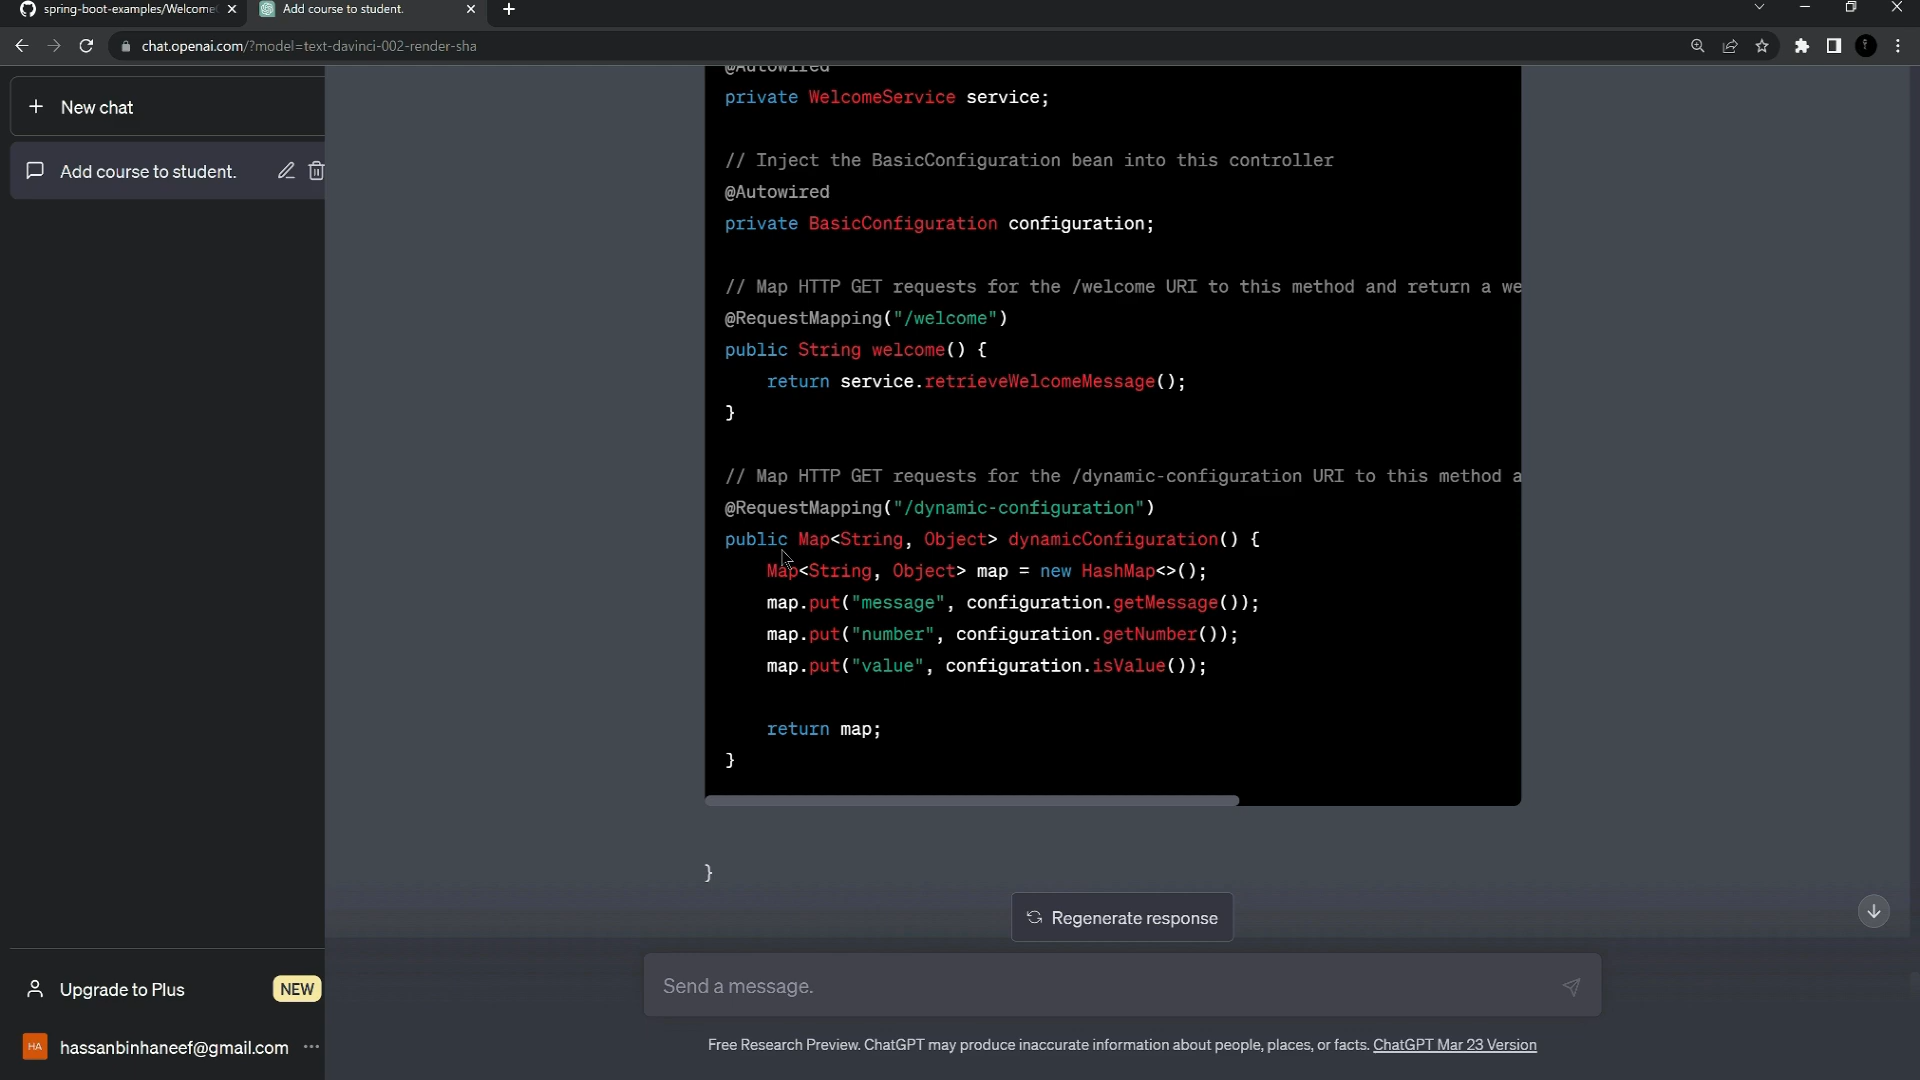 spring-boot-examples/Welcome
Add course to student.
chat.openai.com/?model=text-davinci-002-render-sha
New chat
Add course to student.
@Autowired
private WelcomeService service;
// Inject the BasicConfiguration bean into this controller
@Autowired
private BasicConfiguration configuration;
// Map HTTP GET requests for the /welcome URI to this method and return a we
@RequestMapping("/welcome")
public String welcome() {
return service.retrieveWelcomeMessage();
}
// Map HTTP GET requests for the /dynamic-configuration URI to this method a
@RequestMapping("/dynamic-configuration")
public Map<String, Object> dynamicConfiguration() {
Map<String, Object> map = new HashMap<>();
map.put("message", configuration.getMessage());
map.put("number", configuration.getNumber());
map.put("value", configuration.isValue());
return map;
}
}
Regenerate response
Send a message.
Free Research Preview. ChatGPT may produce inaccurate information about people, places, or facts. ChatGPT Mar 23 Version
Upgrade to Plus
NEW
HA
hassanbinhaneef@gmail.com